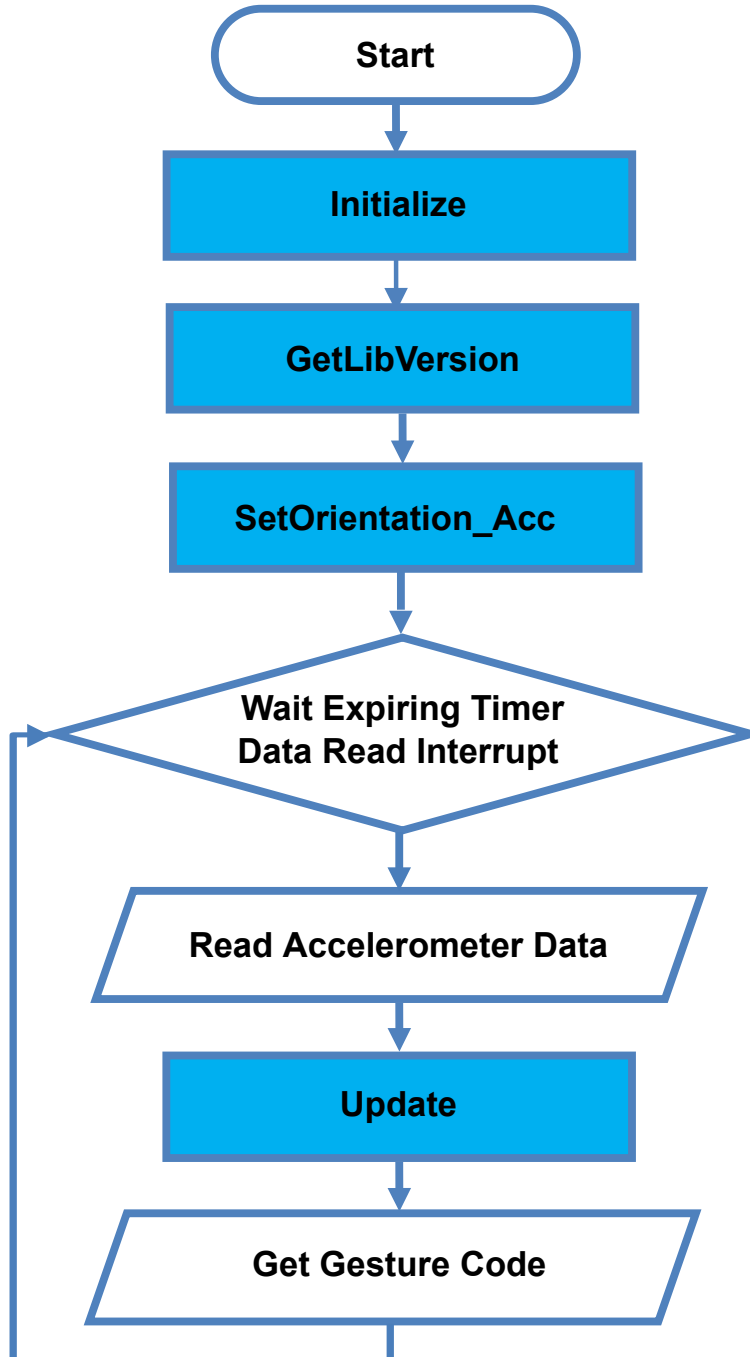 Start
Initialize
GetLibVersion
SetOrientation_Acc
Wait Expiring Timer
Data Read Interrupt
Read Accelerometer Data
Update
Get Gesture Code